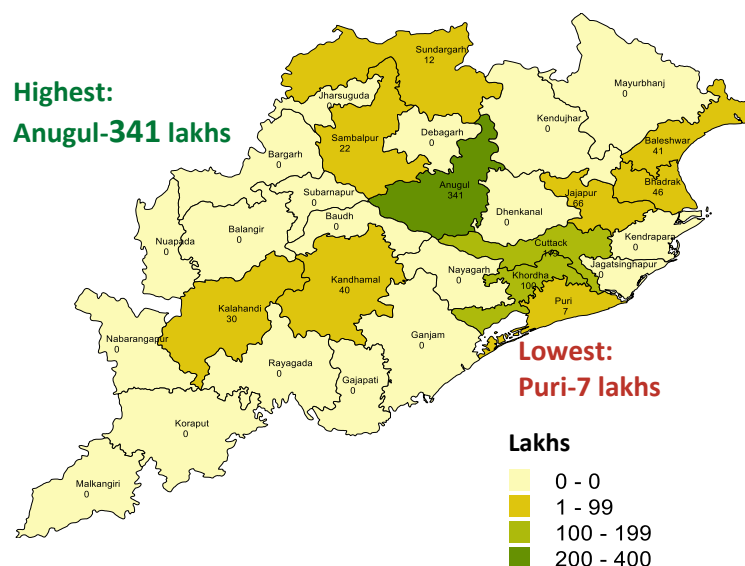 Sundargarh
12
Mayurbhanj
0
Jharsuguda
0
Highest:
Anugul-341 lakhs
Kendujhar
0
Debagarh
0
Sambalpur
22
Baleshwar
41
Bargarh
0
Bhadrak
46
Anugul
341
Jajapur
66
Subarnapur
0
Dhenkanal
0
Baudh
0
Balangir
0
Nuapada
0
Kendrapara
0
Cuttack
Nayagarh
0
Jagatsinghapur
0
Khordha
100
Kandhamal
40
Kalahandi
30
Puri
7
Nabarangapur
0
Ganjam
0
Lowest:
Puri-7 lakhs
Rayagada
0
Gajapati
0
Koraput
0
Malkangiri
0
Lakhs
0 - 0
1 - 99
100 - 199
200 - 400